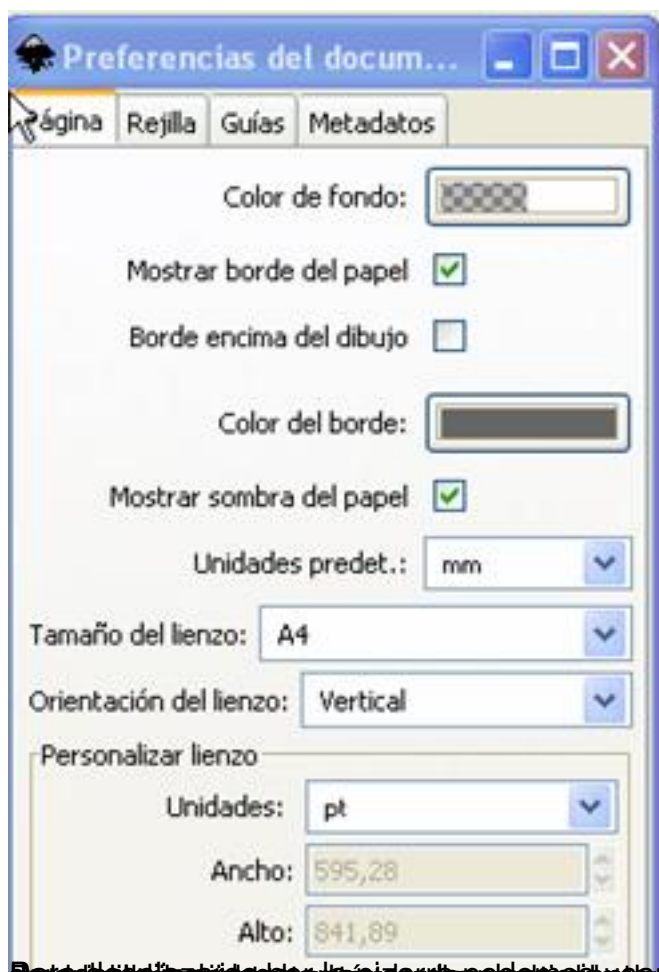 Preferencias del docum...
Página Rejilla Guías Metadatos
Color de fondo:
Mostrar borde del papel
Borde encima del dibujo
Color del borde:
Mostrar sombra del papel
Unidades predet.: mm
Tamaño del lienzo: A4
Orientación del lienzo: Vertical
Personalizar lienzo
Unidades: pt
Ancho: 595,28
Alto: 841,89